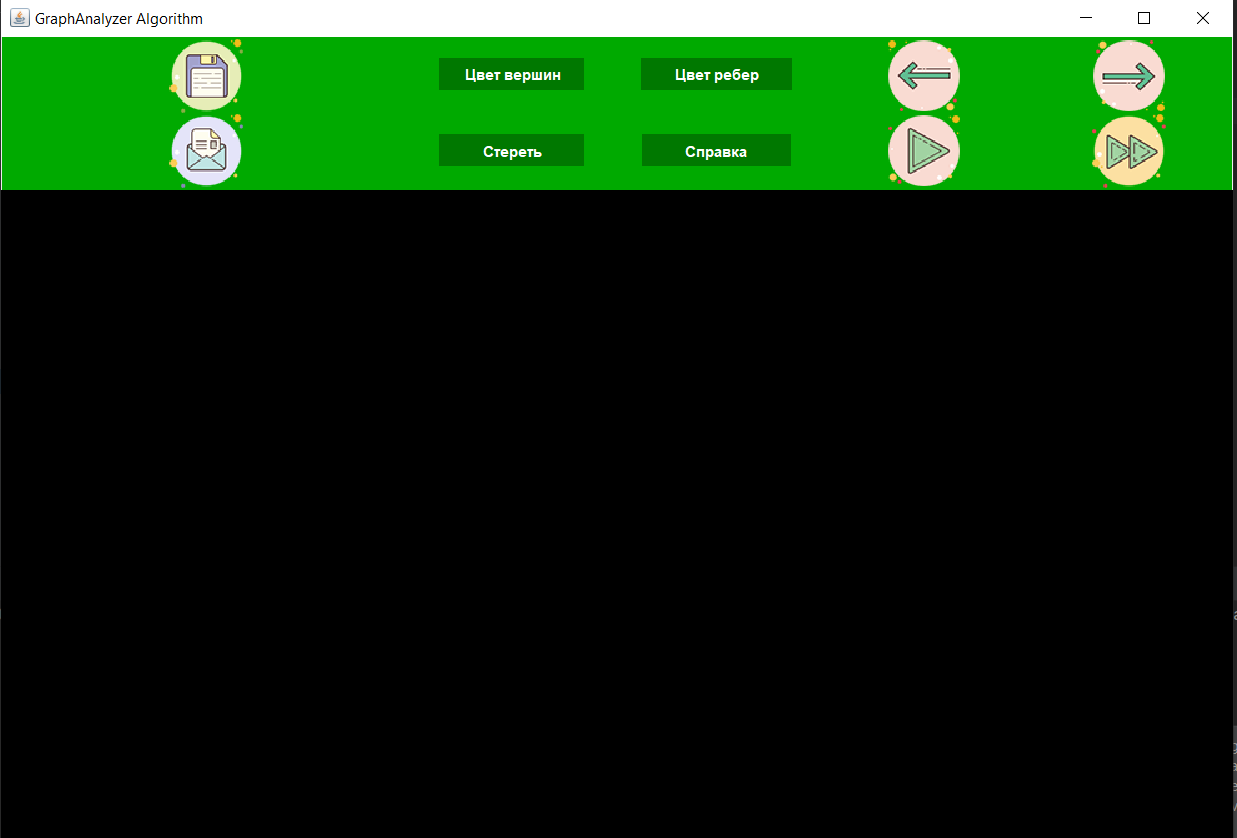 GraphAnalyzer Algorithm
Цвет вершин
Цвет ребер
Стереть
Справка